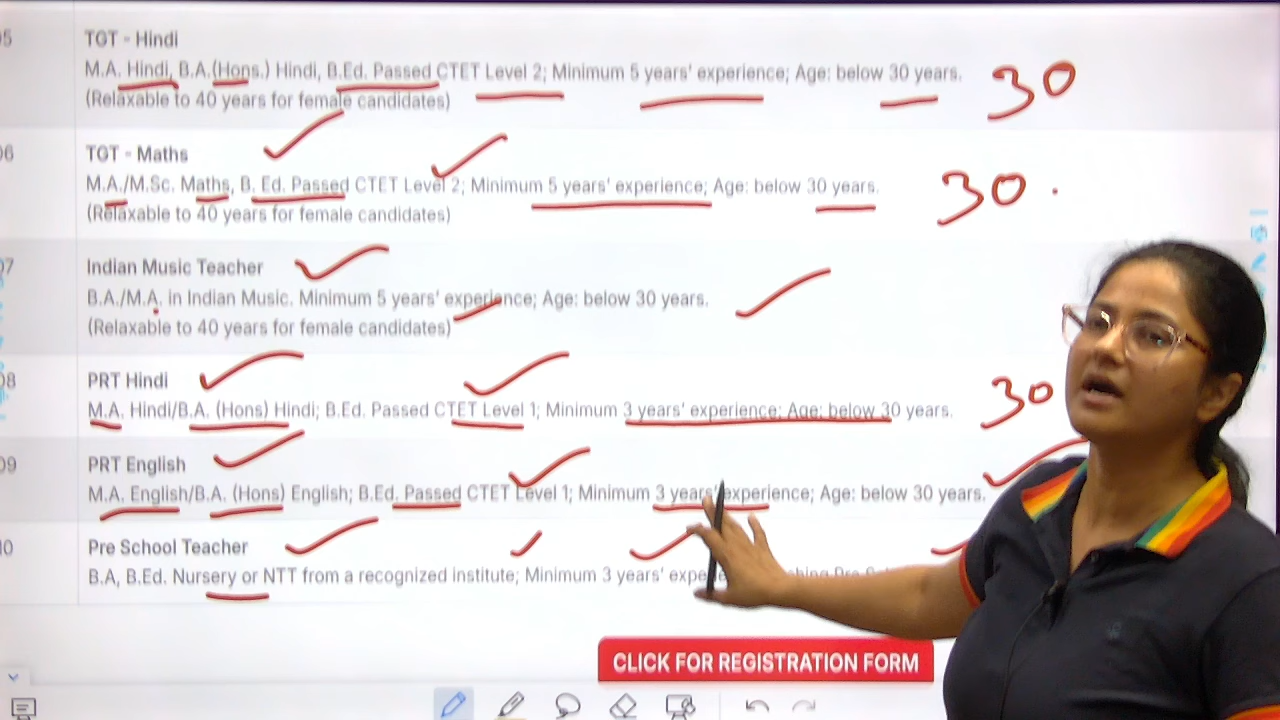 05
TGT - Hindi
M.A. Hindi, B.A.(Hons.) Hindi, B.Ed. Passed CTET Level 2; Minimum 5 years' experience; Age: below 30 years.
(Relaxable to 40 years for female candidates)
30
06
TGT - Maths
M.A./M.Sc. Maths, B. Ed. Passed CTET Level 2; Minimum 5 years' experience; Age: below 30 years.
(Relaxable to 40 years for female candidates)
30
07
Indian Music Teacher
B.A./M.A. in Indian Music. Minimum 5 years' experience; Age: below 30 years.
(Relaxable to 40 years for female candidates)
08
PRT Hindi
M.A. Hindi/B.A. (Hons) Hindi; B.Ed. Passed CTET Level 1; Minimum 3 years' experience; Age: below 30 years.
30
09
PRT English
M.A. English/B.A. (Hons) English; B.Ed. Passed CTET Level 1; Minimum 3 years' experience; Age: below 30 years.
10
Pre School Teacher
B.A, B.Ed. Nursery or NTT from a recognized institute; Minimum 3 years'
CLICK FOR REGISTRATION FORM